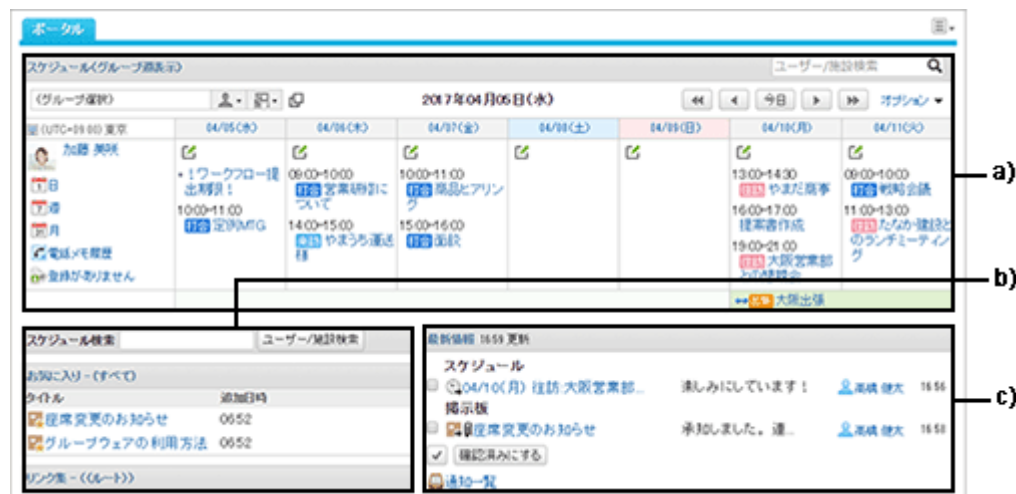 ポータル
スケジュール(グループ週表示)
ユーザー/施設検索
(グループ選択)
2017年04月05日(水)
今日
オプション
(UTC+09:00) 東京
04/05(水)
04/06(木)
04/07(金)
04/08(土)
04/09(日)
04/10(月)
04/11(火)
加藤 美咲
日
週
月
電話メモ履歴
登録がありません
!ワークフロー提
出期限!
10:00-11:00
打合 定例MTG
09:00-10:00
打合 営業研修に
ついて
14:00-15:00
来訪 やまうち運送
様
10:00-11:00
打合 商品ヒアリン
グ
15:00-16:00
打合 面談
13:00-14:30
往訪 やまだ商事
16:00-17:00
提案書作成
19:00-21:00
往訪 大阪営業部
との懇親会
出張 大阪出張
09:00-10:00
打合 戦略会議
11:00-13:00
往訪 たなか建設と
のランチミーティン
グ
a)
b)
スケジュール検索
ユーザー/施設検索
お気に入り - (すべて)
タイトル
追加日時
座席変更のお知らせ
06:52
グループウェアの利用方法
06:52
リンク集 - ((ルート))
最新情報 16:59 更新
スケジュール
04/10(月) 往訪:大阪営業部...
楽しみにしています!
高橋 健太
16:56
掲示板
座席変更のお知らせ
承知しました。連...
高橋 健太
16:58
確認済みにする
通知一覧
c)